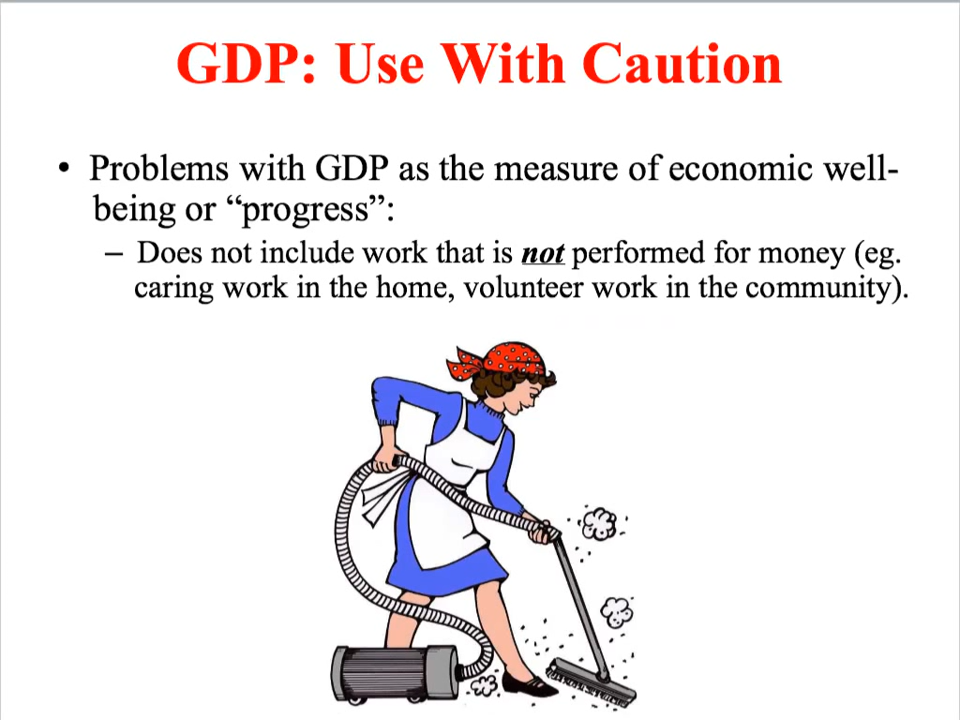 GDP: Use With Caution
• Problems with GDP as the measure of economic well-
being or “progress”:
– Does not include work that is not performed for money (eg.
caring work in the home, volunteer work in the community).